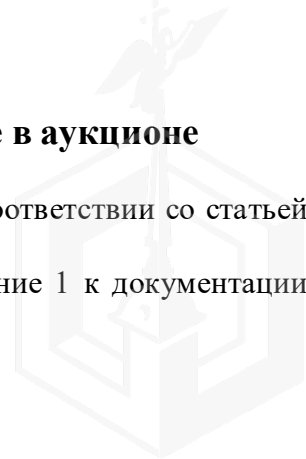 е в аукционе
оответствии со статьей
ние 1 к документации